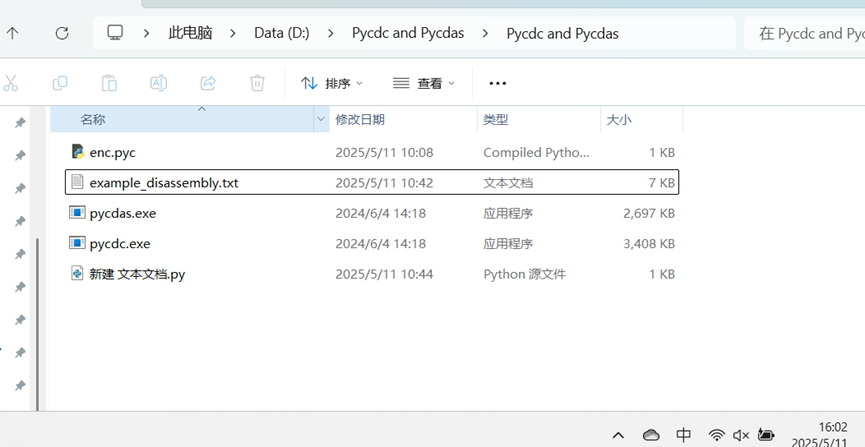 此电脑 > Data (D:) > Pycdc and Pycdas > Pycdc and Pycdas
在 Pycdc and Pyc
排序 查看
名称 修改日期 类型 大小
enc.pyc 2025/5/11 10:08 Compiled Pytho... 1 KB
example_disassembly.txt 2025/5/11 10:42 文本文档 7 KB
pycdas.exe 2024/6/4 14:18 应用程序 2,697 KB
pycdc.exe 2024/6/4 14:18 应用程序 3,408 KB
新建 文本文档.py 2025/5/11 10:44 Python 源文件 1 KB
中 16:02
2025/5/11